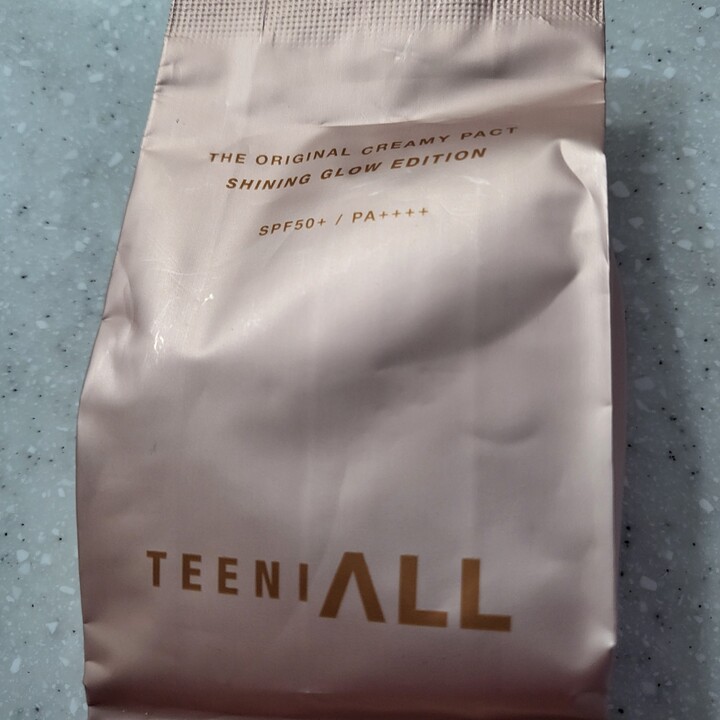 THE ORIGINAL CREAMY PACT
SHINING GLOW EDITION
SPF50+ / PA++++
TEENIALL